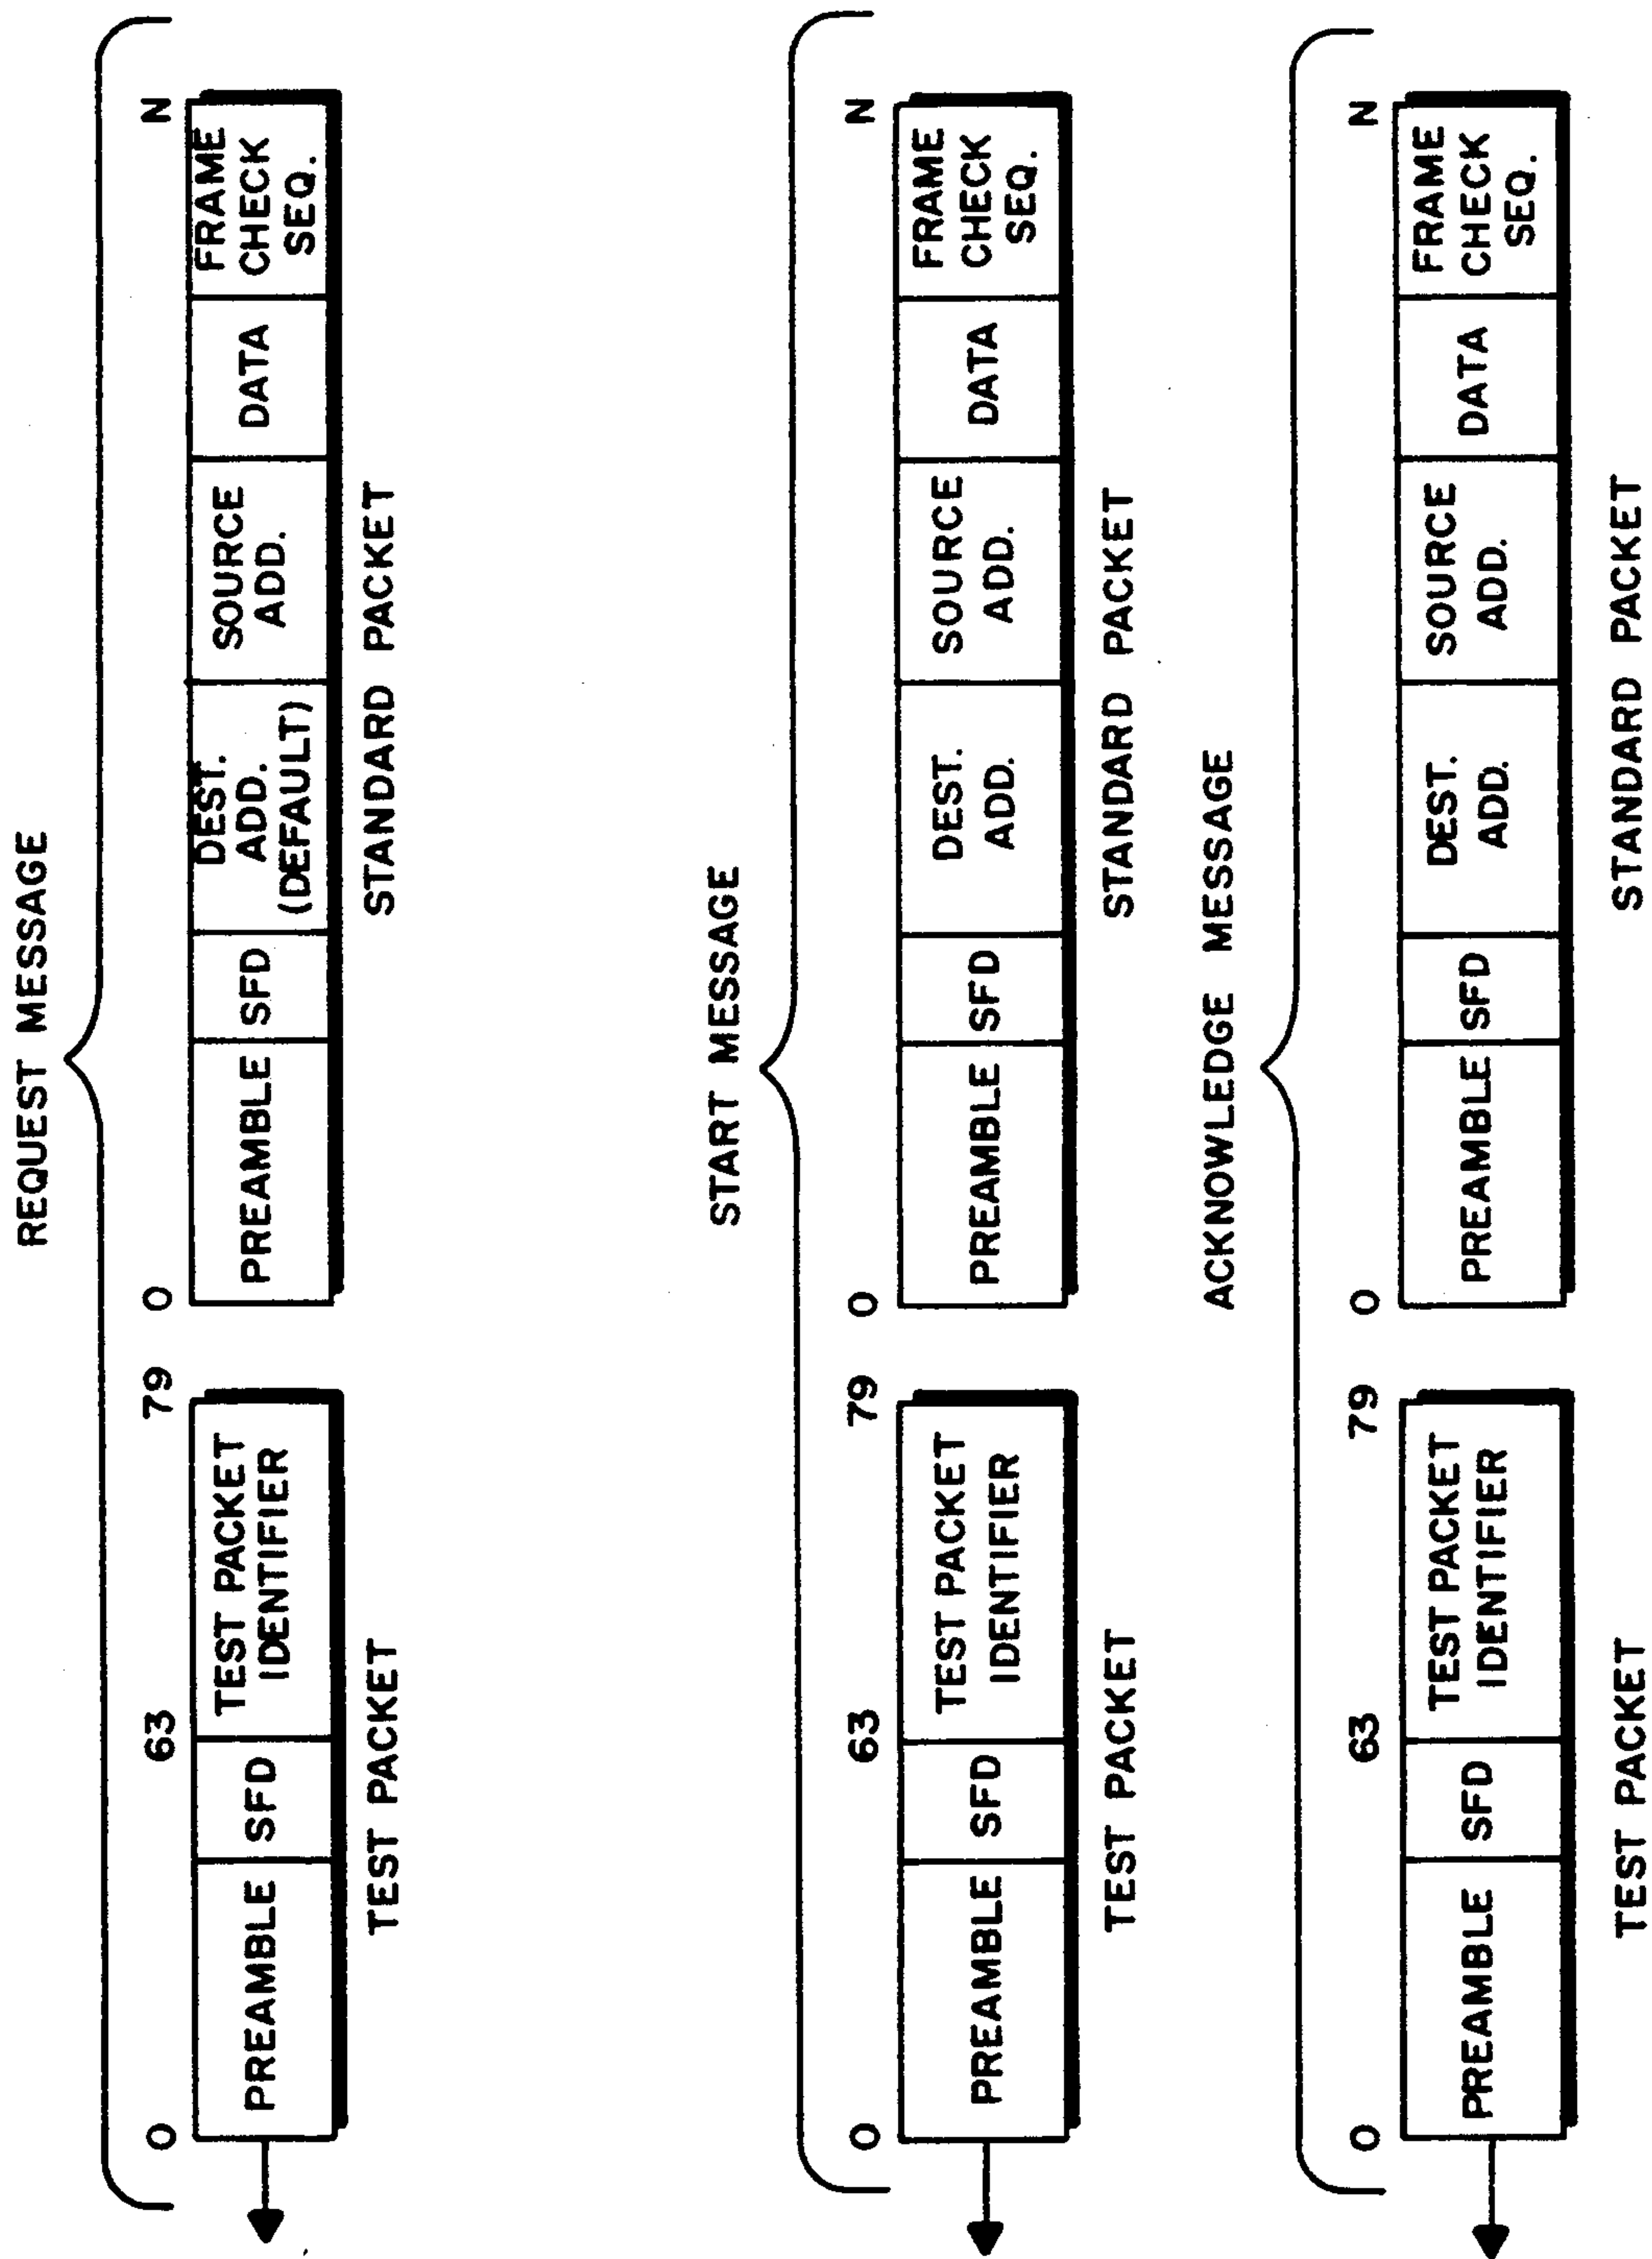 REQUEST MESSAGE
0 63 79 0 N
PREAMBLE
SFD
TEST PACKET
IDENTIFIER
PREAMBLE
SFD
DEST.
ADD.
(DEFAULT)
SOURCE
ADD.
DATA
FRAME
CHECK
SEQ.
TEST PACKET
STANDARD PACKET
START MESSAGE
0 63 79 0 N
PREAMBLE
SFD
TEST PACKET
IDENTIFIER
PREAMBLE
SFD
DEST.
ADD.
SOURCE
ADD.
DATA
FRAME
CHECK
SEQ.
TEST PACKET
STANDARD PACKET
ACKNOWLEDGE MESSAGE
0 63 79 0 N
PREAMBLE
SFD
TEST PACKET
IDENTIFIER
PREAMBLE
SFD
DEST.
ADD.
SOURCE
ADD.
DATA
FRAME
CHECK
SEQ.
TEST PACKET
STANDARD PACKET